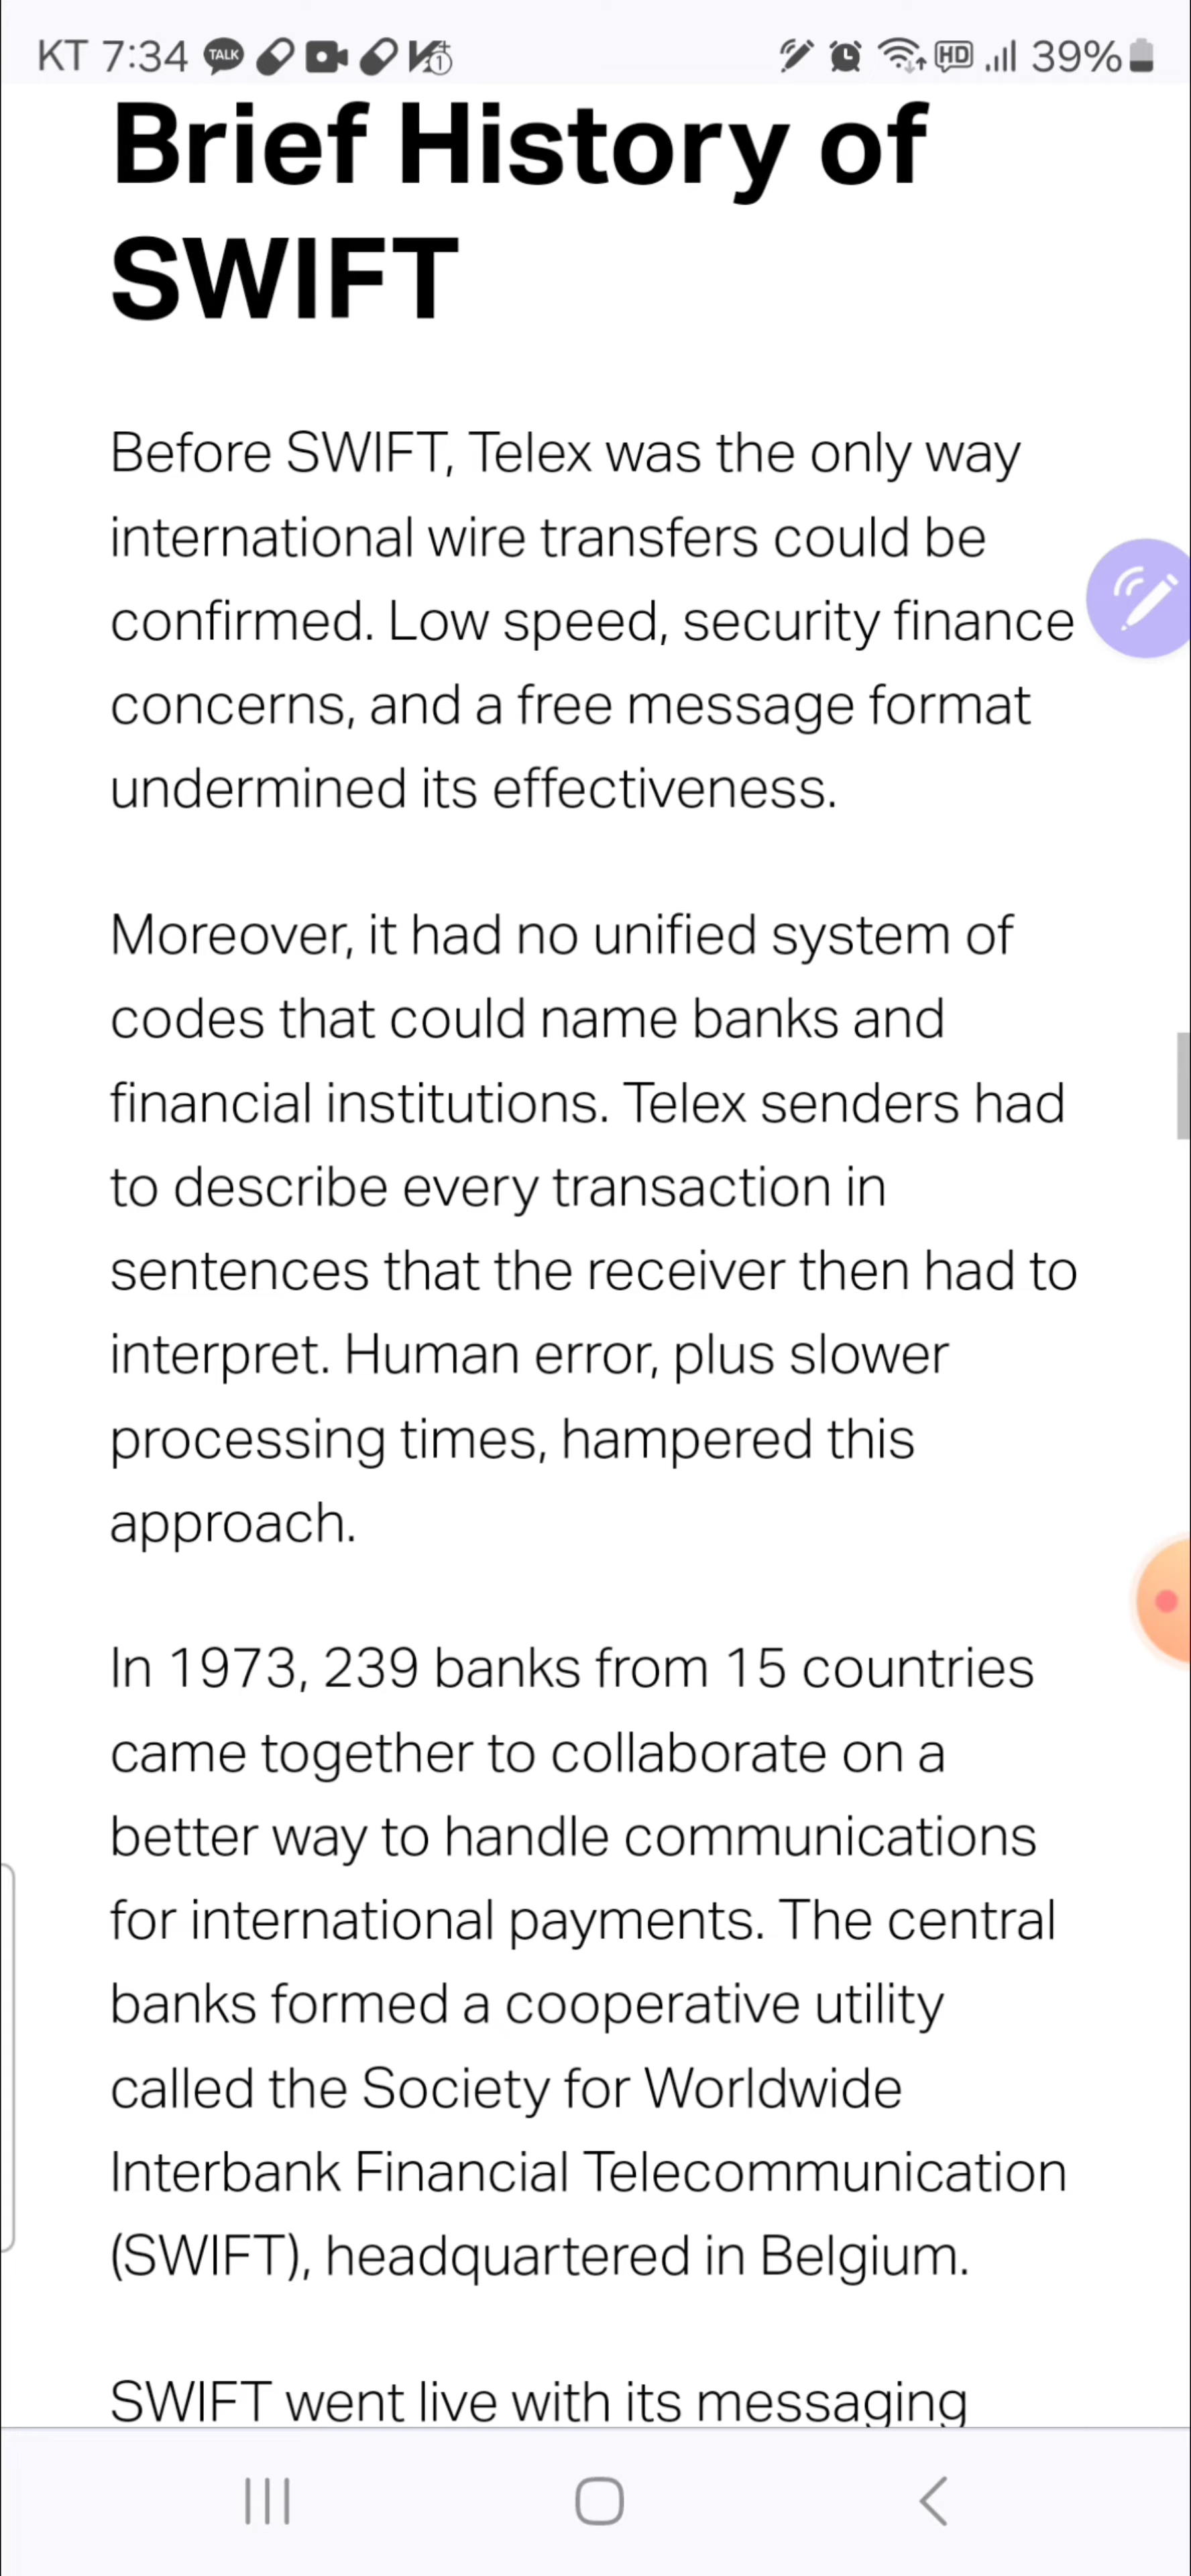 KT 7:34 TALK 1 HD 39%
Brief History of
SWIFT
Before SWIFT, Telex was the only way
international wire transfers could be
confirmed. Low speed, security finance
concerns, and a free message format
undermined its effectiveness.
Moreover, it had no unified system of
codes that could name banks and
financial institutions. Telex senders had
to describe every transaction in
sentences that the receiver then had to
interpret. Human error, plus slower
processing times, hampered this
approach.
In 1973, 239 banks from 15 countries
came together to collaborate on a
better way to handle communications
for international payments. The central
banks formed a cooperative utility
called the Society for Worldwide
Interbank Financial Telecommunication
(SWIFT), headquartered in Belgium.
SWIFT went live with its messaging